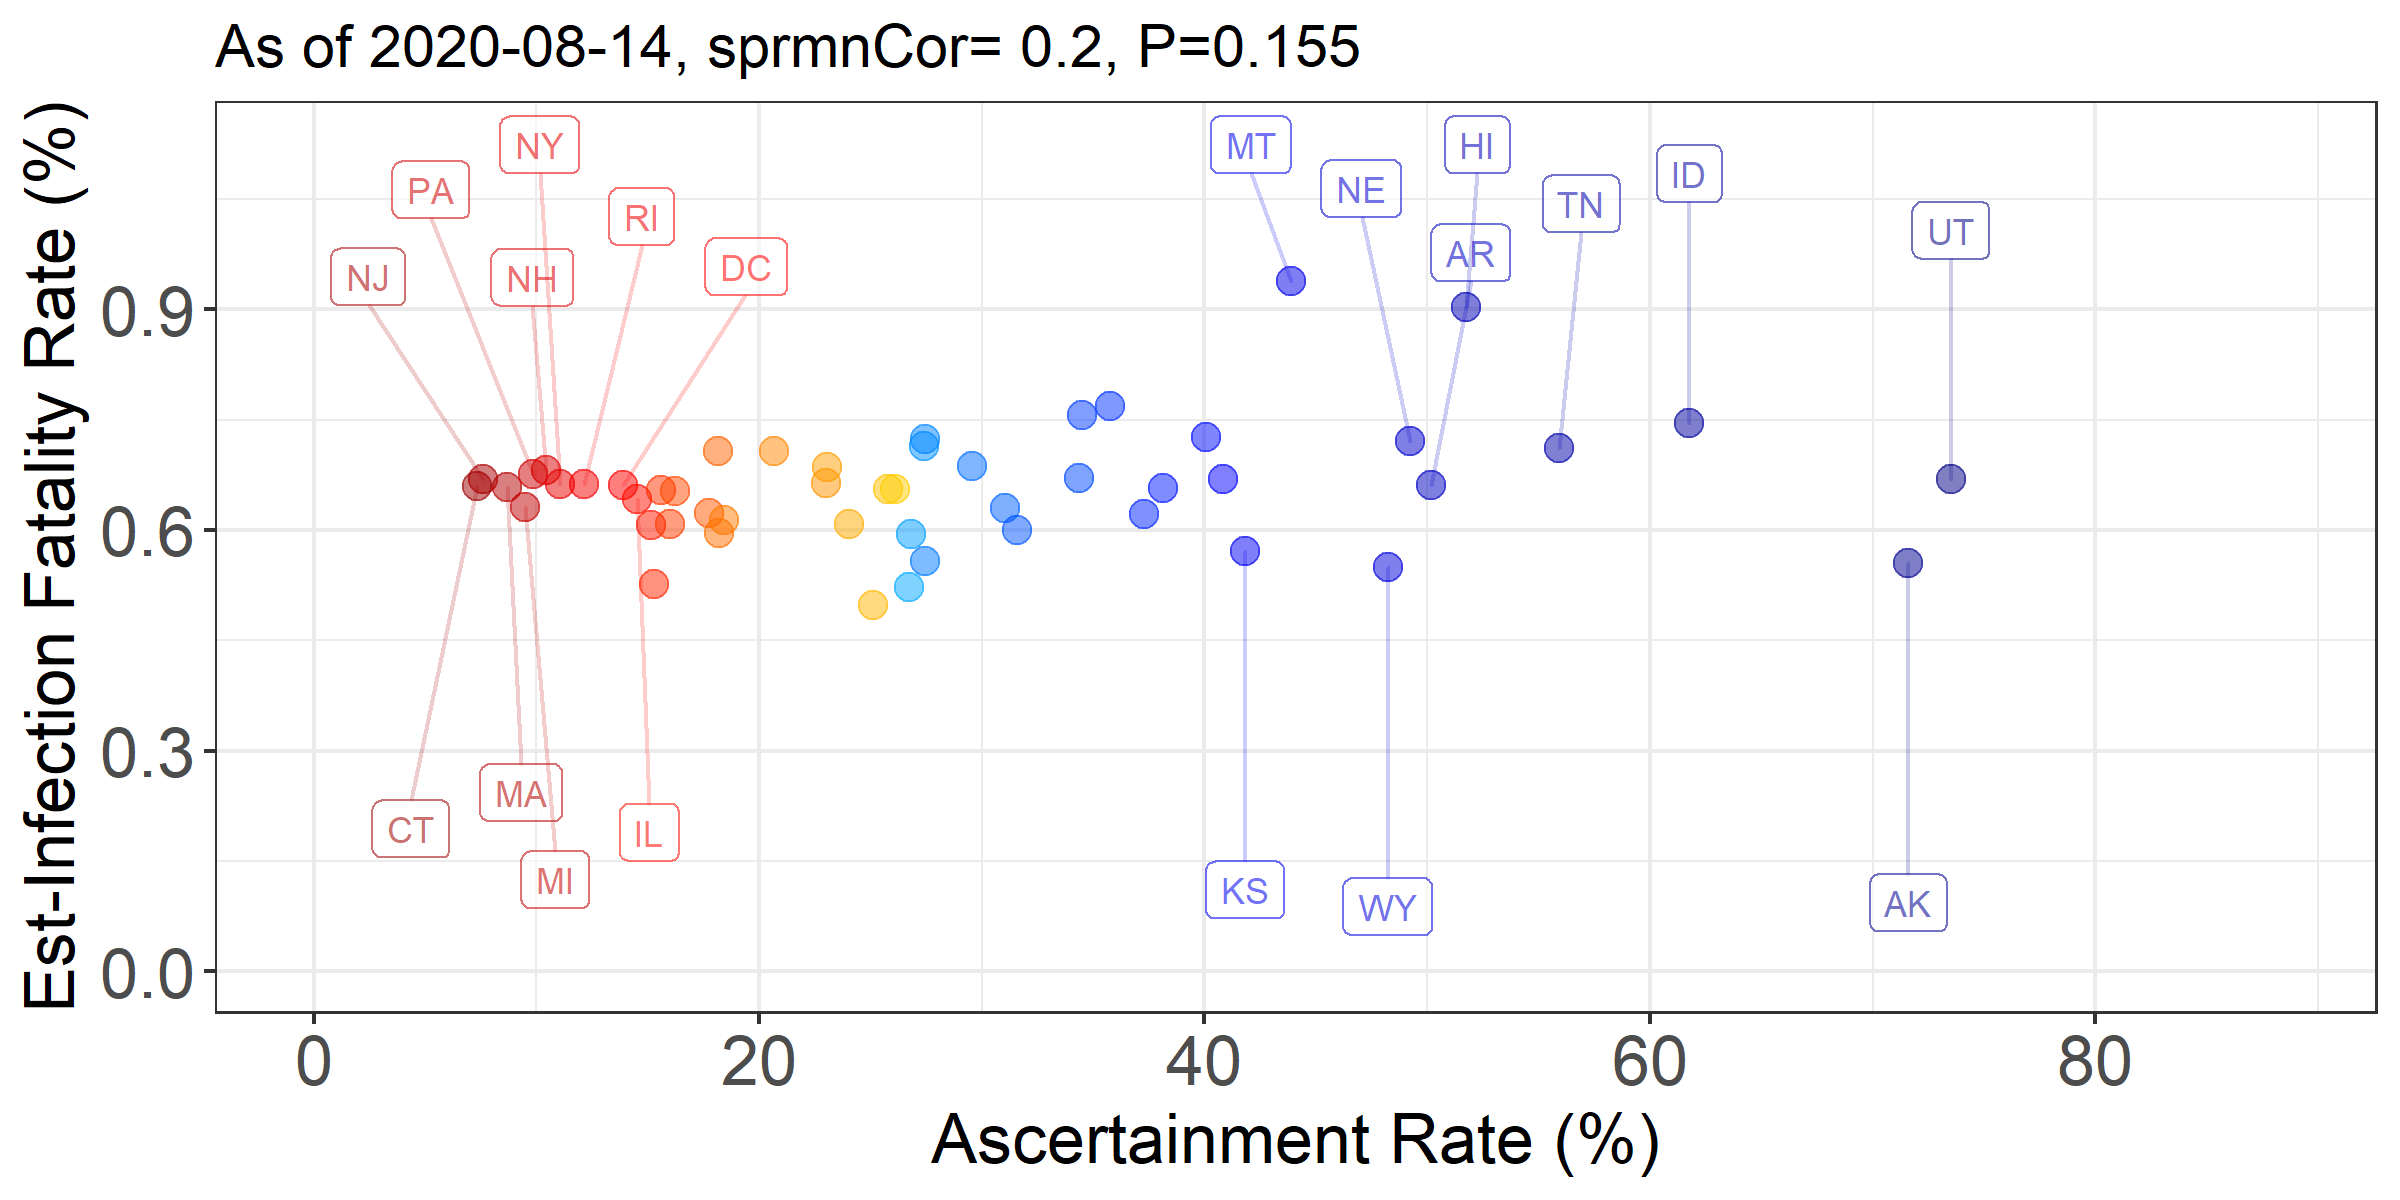 As of 2020-08-14, sprmnCor= 0.2, P=0.155
Est-Infection Fatality Rate (%)
0.9
0.6
0.3
0.0
NY
MT
HI
PA
NE
ID
RI
TN
UT
NJ
NH
DC
AR
MA
CT
IL
MI
KS
WY
AK
0
20
40
60
80
Ascertainment Rate (%)